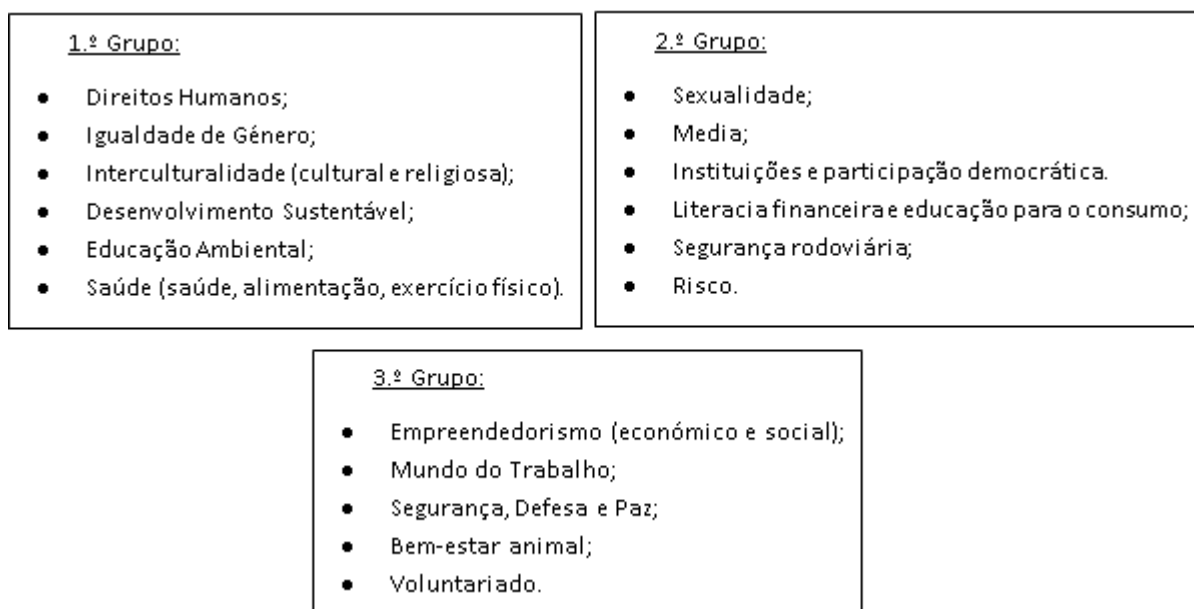 1.º Grupo:
● Direitos Humanos;
● Igualdade de Género;
● Interculturalidade (cultural e religiosa);
● Desenvolvimento Sustentável;
● Educação Ambiental;
● Saúde (saúde, alimentação, exercício físico).
2.º Grupo:
● Sexualidade;
● Media;
● Instituições e participação democrática.
● Literacia financeira e educação para o consumo;
● Segurança rodoviária;
● Risco.
3.º Grupo:
● Empreendedorismo (económico e social);
● Mundo do Trabalho;
● Segurança, Defesa e Paz;
● Bem-estar animal;
● Voluntariado.